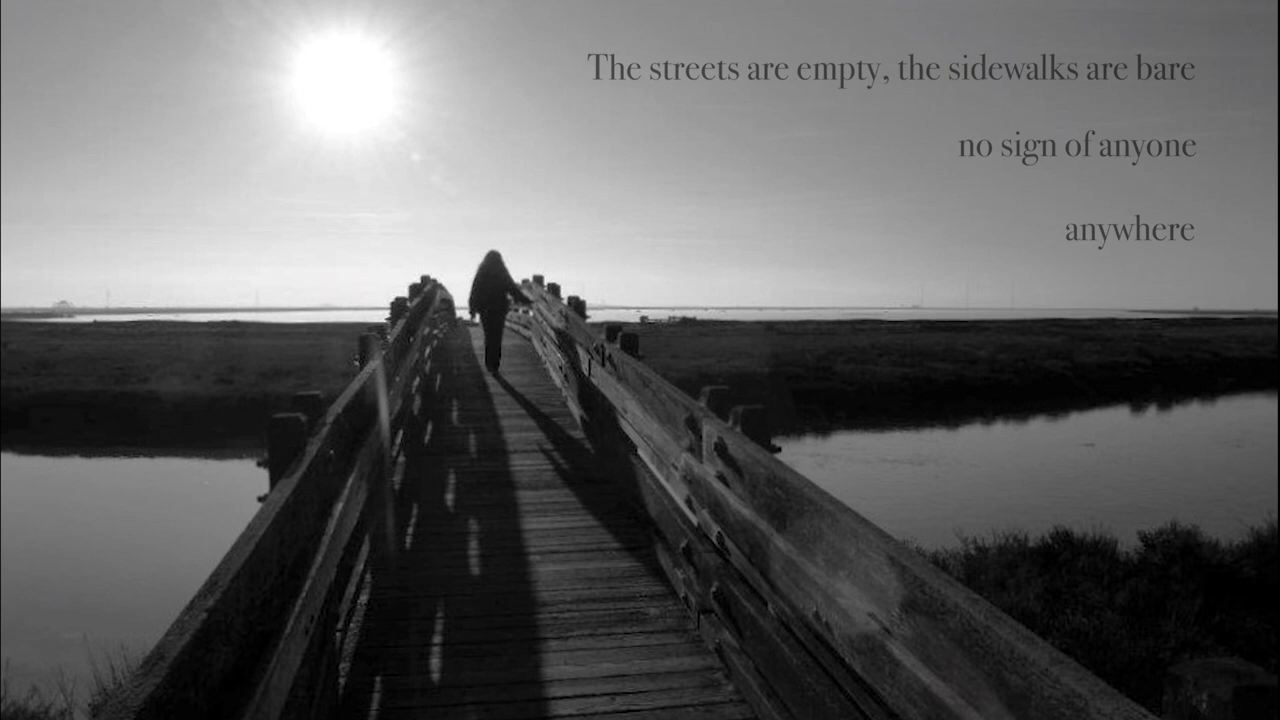 The streets are empty, the sidewalks are bare
no sign of anyone
anywhere